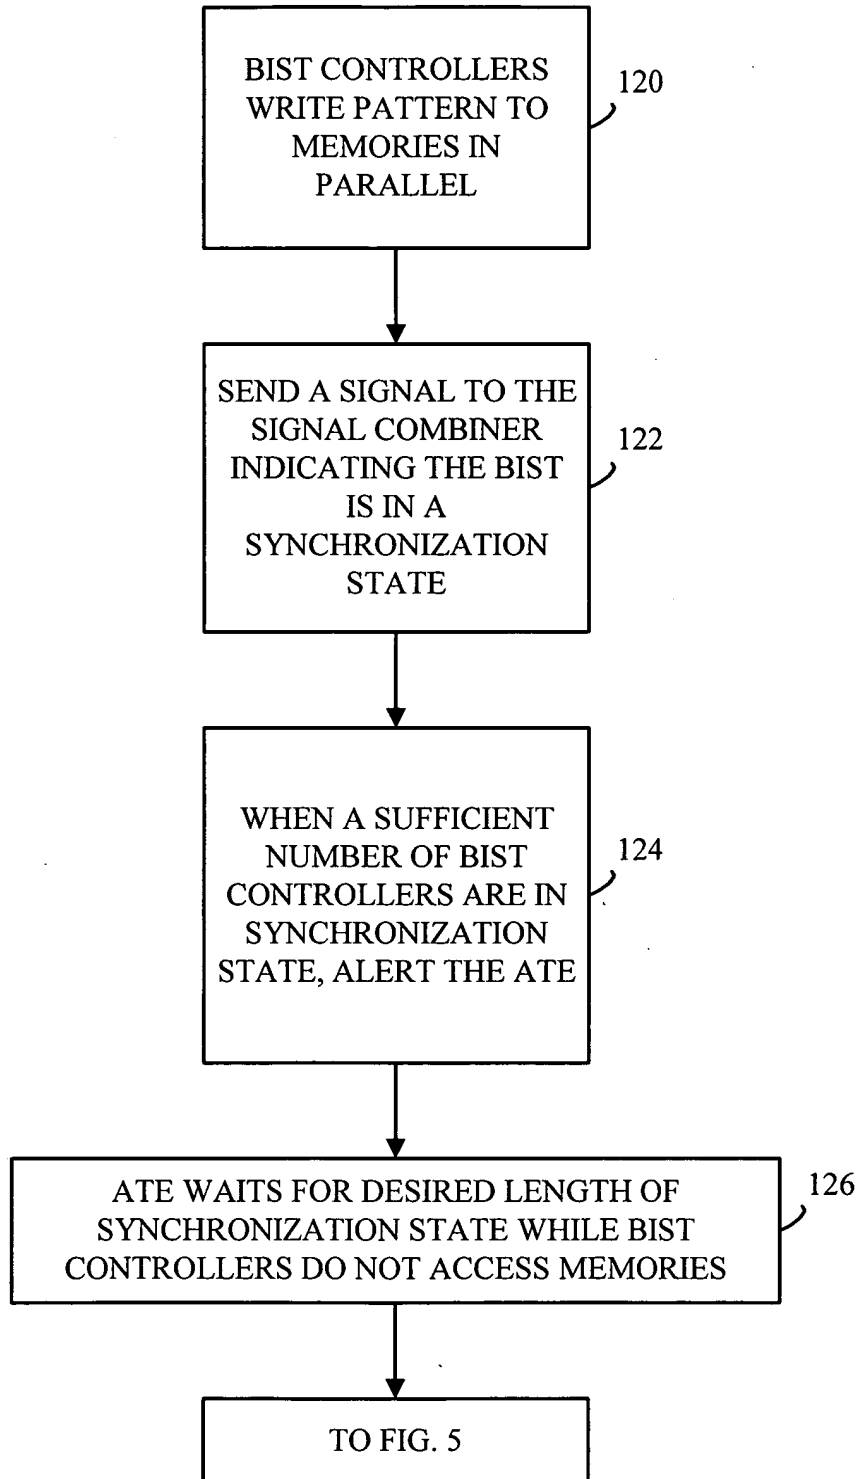 BIST CONTROLLERS
WRITE PATTERN TO
MEMORIES IN
PARALLEL
120
SEND A SIGNAL TO THE
SIGNAL COMBINER
INDICATING THE BIST
IS IN A
SYNCHRONIZATION
STATE
122
WHEN A SUFFICIENT
NUMBER OF BIST
CONTROLLERS ARE IN
SYNCHRONIZATION
STATE, ALERT THE ATE
124
ATE WAITS FOR DESIRED LENGTH OF
SYNCHRONIZATION STATE WHILE BIST
CONTROLLERS DO NOT ACCESS MEMORIES
126
TO FIG. 5